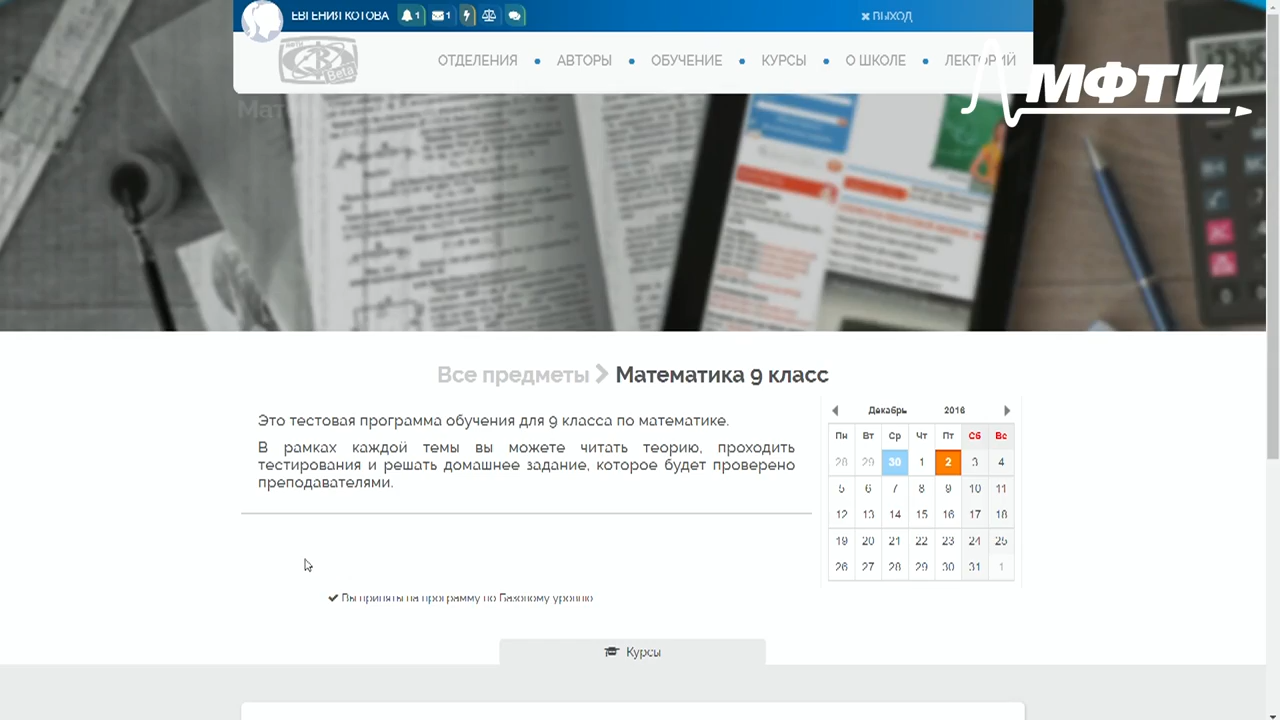 ЕВГЕНИЯ КОТОВА 1 1 ВЫХОД
Beta
ОТДЕЛЕНИЯ • АВТОРЫ • ОБУЧЕНИЕ • КУРСЫ • О ШКОЛЕ • ЛЕКТОРИЙ
МФТИ
Все предметы > Математика 9 класс
Это тестовая программа обучения для 9 класса по математике.
В рамках каждой темы вы можете читать теорию, проходить
тестирования и решать домашнее задание, которое будет проверено
преподавателями.
Декабрь 2016
Пн Вт Ср Чт Пт Сб Вс
28 29 30 1 2 3 4
5 6 7 8 9 10 11
12 13 14 15 16 17 18
19 20 21 22 23 24 25
26 27 28 29 30 31 1
Вы приняты на программу по Базовому уровню
Курсы